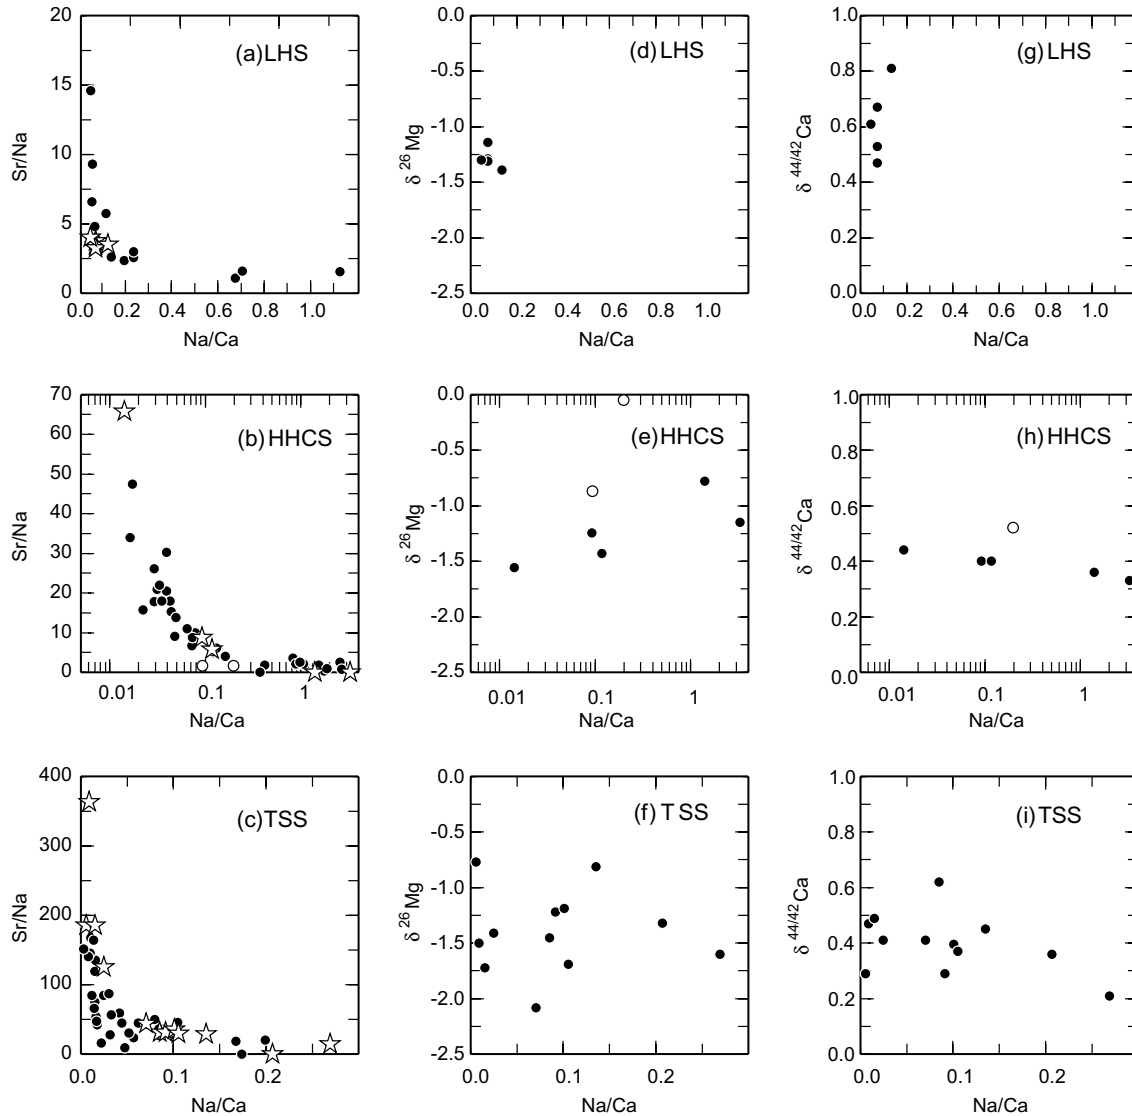 20
15
10
5
0
Sr/Na
(a)LHS
0.0 0.2 0.4 0.6 0.8 1.0
Na/Ca
0.0
-0.5
-1.0
-1.5
-2.0
-2.5
δ 26 Mg
(d) LHS
0.0 0.2 0.4 0.6 0.8 1.0
Na/Ca
1.0
0.8
0.6
0.4
0.2
0.0
δ 44/42 Ca
(g) LHS
0.0 0.2 0.4 0.6 0.8 1.0
Na/Ca
70
60
50
40
30
20
10
0
Sr/Na
(b) HHCS
0.01 0.1 1
Na/Ca
0.0
-0.5
-1.0
-1.5
-2.0
-2.5
δ 26 Mg
(e) HHCS
0.01 0.1 1
Na/Ca
1.0
0.8
0.6
0.4
0.2
0.0
δ 44/42 Ca
(h) HHCS
0.01 0.1 1
Na/Ca
400
300
200
100
0
Sr/Na
(c)TSS
0.0 0.1 0.2
Na/Ca
0.0
-0.5
-1.0
-1.5
-2.0
-2.5
δ 26 Mg
(f) TSS
0.0 0.1 0.2
Na/Ca
1.0
0.8
0.6
0.4
0.2
0.0
δ 44/42 Ca
(i) TSS
0.0 0.1 0.2
Na/Ca